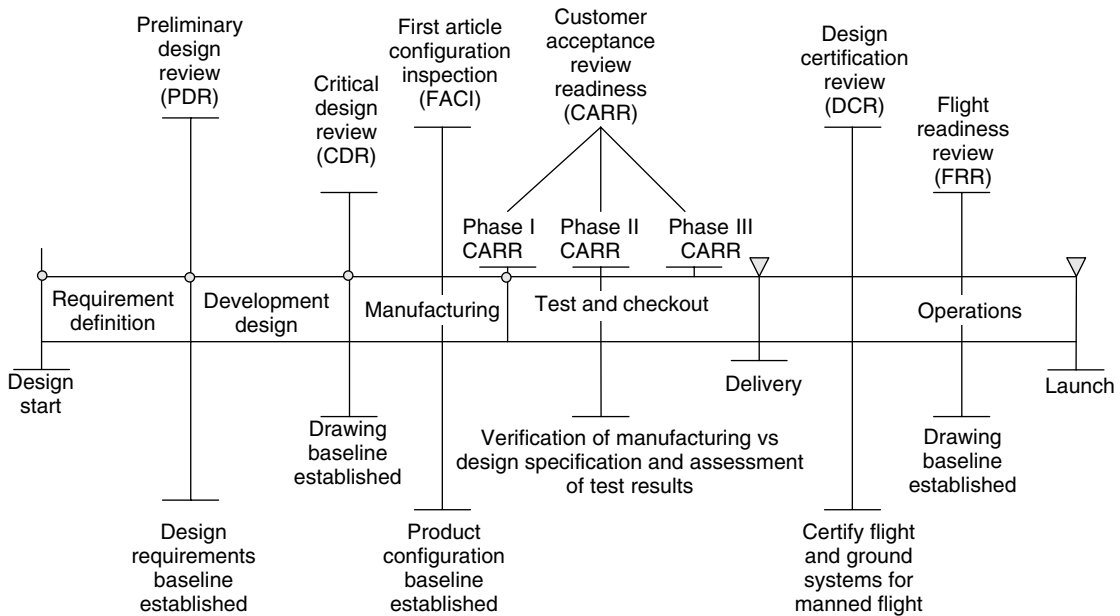 Preliminary
design
review
(PDR)
Critical
design
review
(CDR)
First article
configuration
inspection
(FACI)
Customer
acceptance
review
readiness
(CARR)
Design
certification
review
(DCR)
Flight
readiness
review
(FRR)
Phase I
CARR
Phase II
CARR
Phase III
CARR
Requirement
definition
Development
design
Manufacturing
Test and checkout
Operations
Design
start
Delivery
Launch
Drawing
baseline
established
Verification of manufacturing vs
design specification and assessment
of test results
Drawing
baseline
established
Design
requirements
baseline
established
Product
configuration
baseline
established
Certify flight
and ground
systems for
manned flight